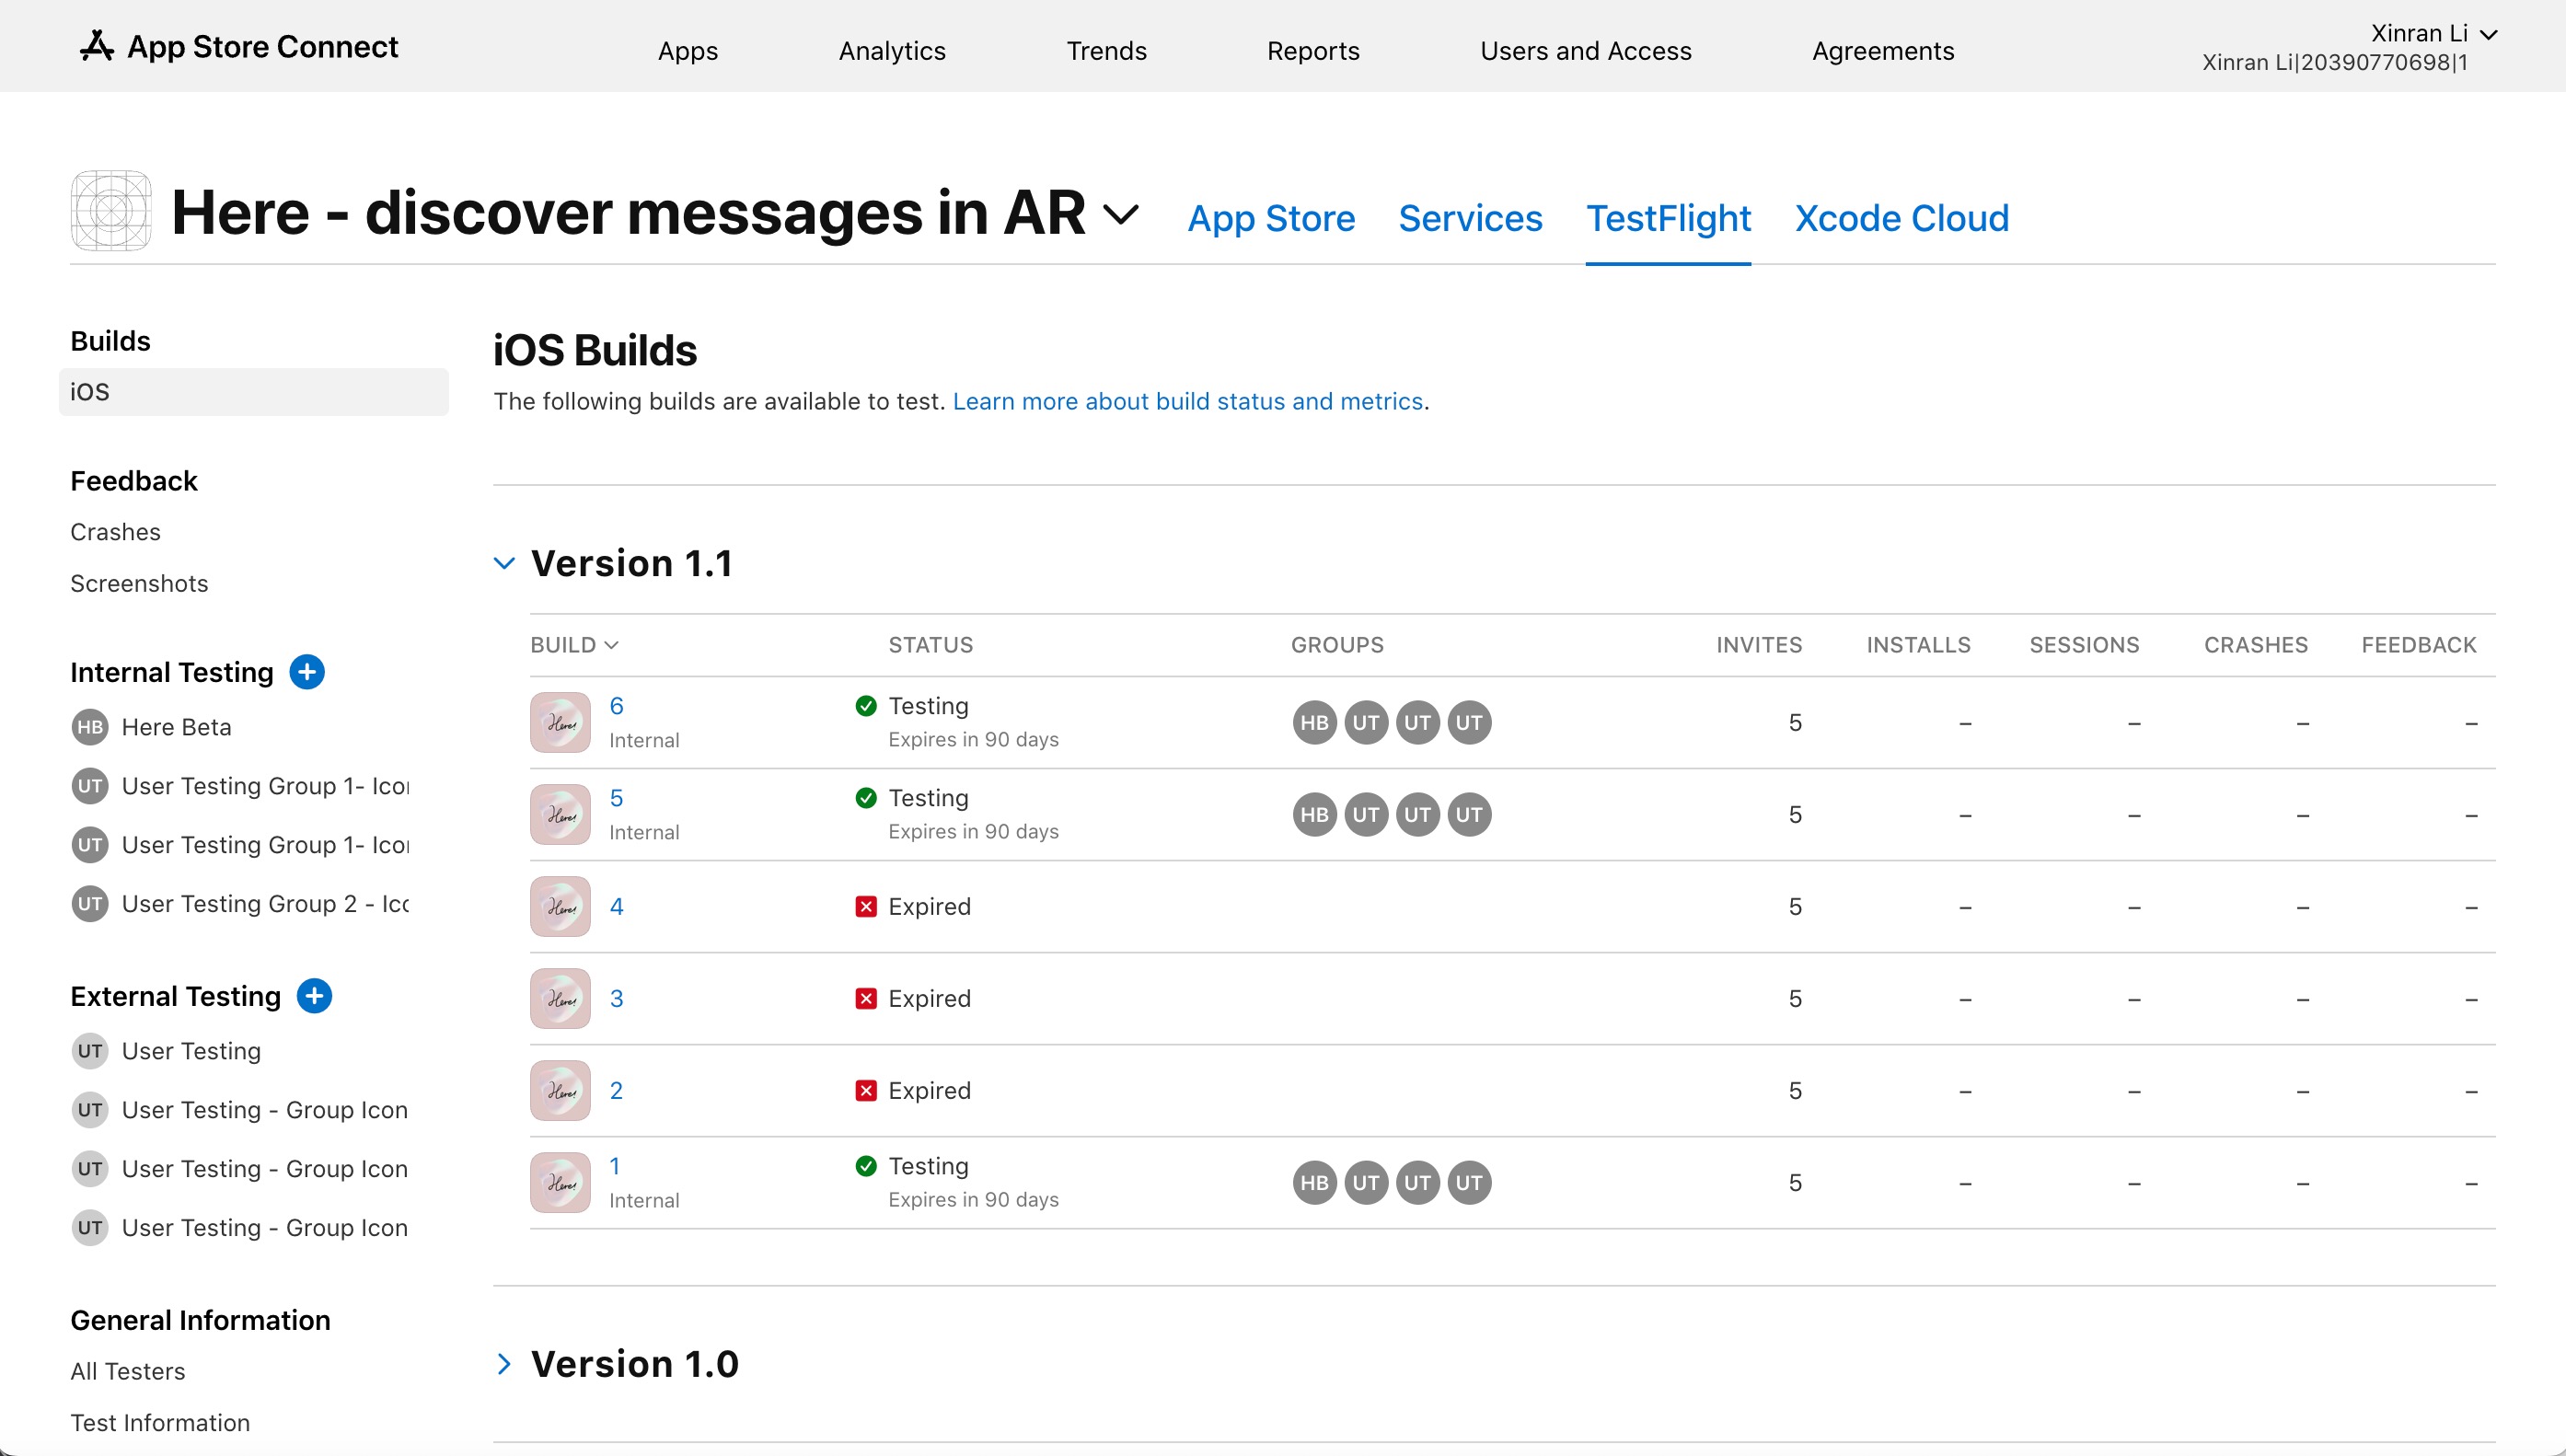 App Store Connect
Apps
Analytics
Trends
Reports
Users and Access
Agreements
Xinran Li
Xinran Li|20390770698|1
Here - discover messages in AR
App Store
Services
TestFlight
Xcode Cloud
Builds
iOS
Feedback
Crashes
Screenshots
Internal Testing
HB Here Beta
UT User Testing Group 1- Icon
UT User Testing Group 1- Icon
UT User Testing Group 2 - Ico
External Testing
UT User Testing
UT User Testing - Group Icon
UT User Testing - Group Icon
UT User Testing - Group Icon
General Information
All Testers
Test Information
iOS Builds
The following builds are available to test. Learn more about build status and metrics.
Version 1.1
BUILD STATUS GROUPS INVITES INSTALLS SESSIONS CRASHES FEEDBACK
Here! 6 Testing HB UT UT UT 5 – – – –
Internal Expires in 90 days
Here! 5 Testing HB UT UT UT 5 – – – –
Internal Expires in 90 days
Here! 4 Expired 5 – – – –
Here! 3 Expired 5 – – – –
Here! 2 Expired 5 – – – –
Here! 1 Testing HB UT UT UT 5 – – – –
Internal Expires in 90 days
Version 1.0